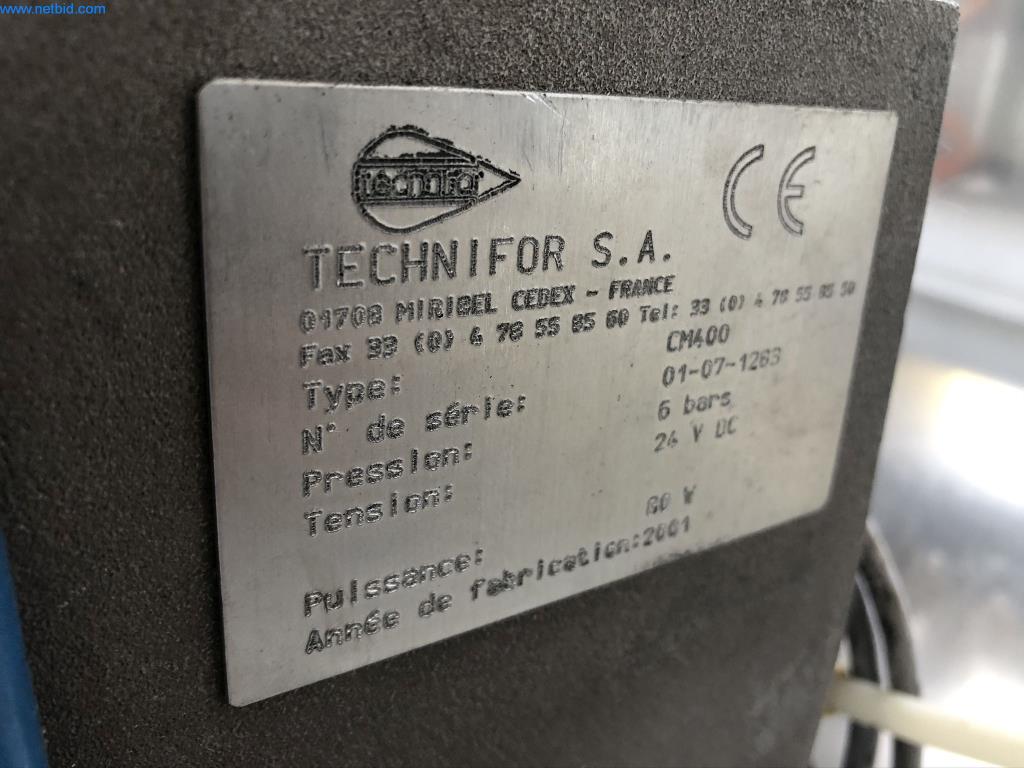 www.netbid.com
technifor
CE
TECHNIFOR S.A.
01708 MIRIBEL CEDEX - FRANCE
Fax 33 (0) 4 78 55 85 60 Tel: 33 (0) 4 78 55 85 50
Type: CM400
N° de série: 01-07-1263
Pression: 6 bars
Tension: 24 V DC
Puissance:
Année de fabrication:2001